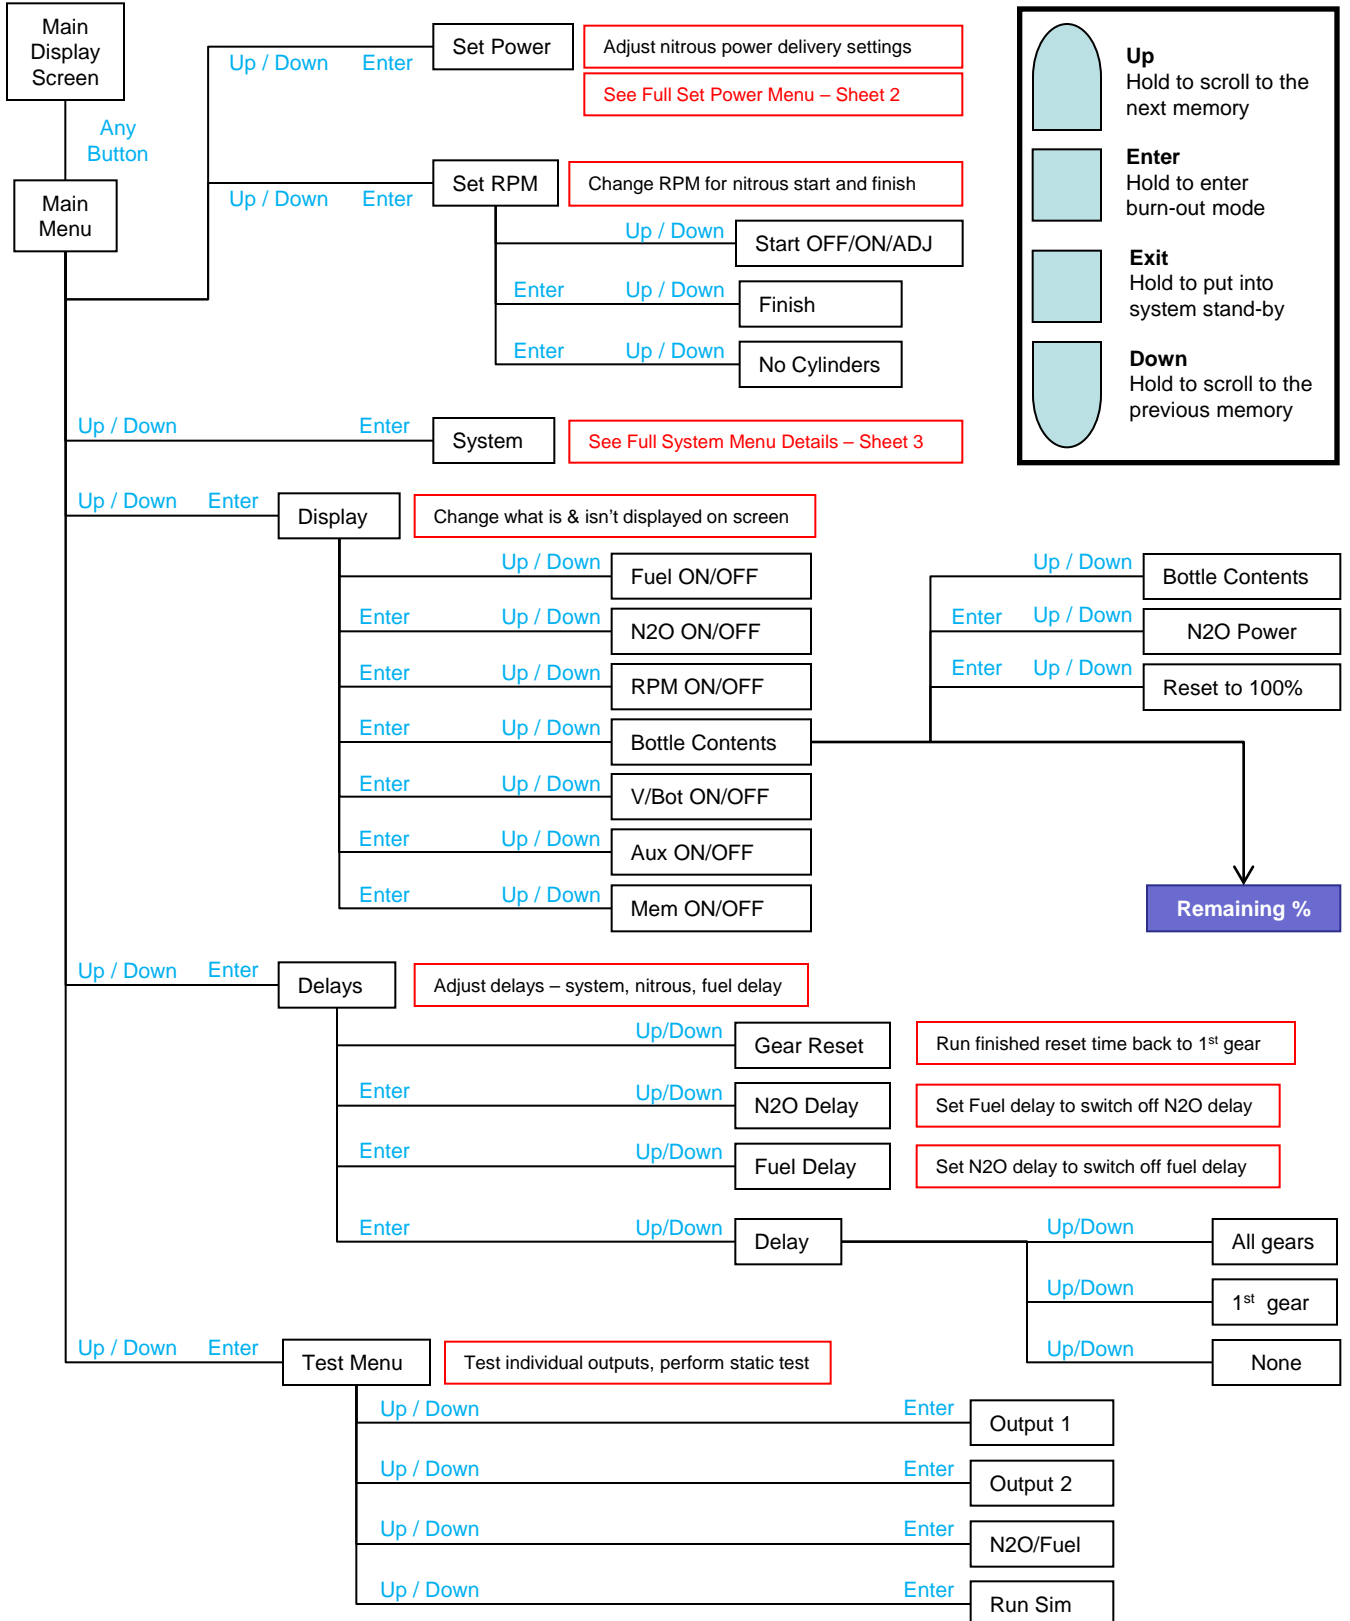 Main
Display
Screen
Any
Button
Main
Menu
Up / Down Enter
Set Power
Adjust nitrous power delivery settings
See Full Set Power Menu – Sheet 2
Up / Down Enter
Set RPM
Change RPM for nitrous start and finish
Up / Down
Start OFF/ON/ADJ
Enter Up / Down
Finish
Enter Up / Down
No Cylinders
Up
Hold to scroll to the
next memory
Enter
Hold to enter
burn-out mode
Exit
Hold to put into
system stand-by
Down
Hold to scroll to the
previous memory
Up / Down Enter
System
See Full System Menu Details – Sheet 3
Up / Down Enter
Display
Change what is & isn’t displayed on screen
Up / Down
Fuel ON/OFF
Enter Up / Down
N2O ON/OFF
Enter Up / Down
RPM ON/OFF
Enter Up / Down
Bottle Contents
Enter Up / Down
V/Bot ON/OFF
Enter Up / Down
Aux ON/OFF
Enter Up / Down
Mem ON/OFF
Up / Down
Bottle Contents
Enter Up / Down
N2O Power
Enter Up / Down
Reset to 100%
Remaining %
Up / Down Enter
Delays
Adjust delays – system, nitrous, fuel delay
Up/Down
Gear Reset
Run finished reset time back to 1st gear
Enter Up/Down
N2O Delay
Set Fuel delay to switch off N2O delay
Enter Up/Down
Fuel Delay
Set N2O delay to switch off fuel delay
Enter Up/Down
Delay
Up/Down
All gears
Up/Down
1st gear
Up/Down
None
Up / Down Enter
Test Menu
Test individual outputs, perform static test
Up / Down Enter
Output 1
Up / Down Enter
Output 2
Up / Down Enter
N2O/Fuel
Up / Down Enter
Run Sim